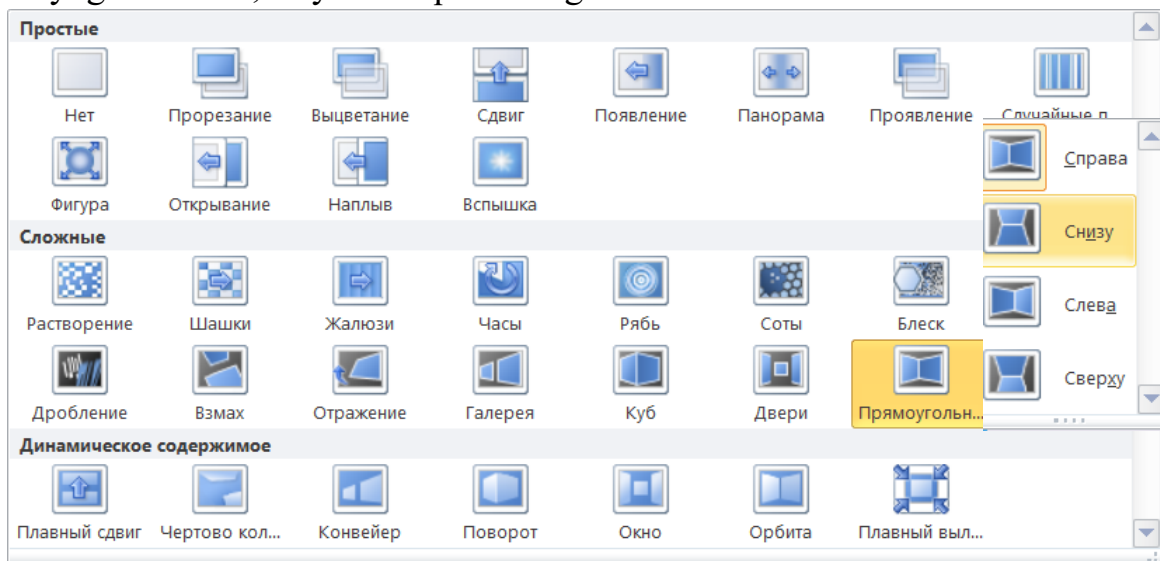 Простые
Нет Прорезание Выцветание Сдвиг Появление Панорама Проявление Случайные п
Справа
Фигура Открывание Наплыв Вспышка
Снизу
Сложные
Растворение Шашки Жалюзи Часы Рябь Соты Блеск
Слева
Дробление Взмах Отражение Галерея Куб Двери Прямоугольн...
Сверху
Динамическое содержимое
Плавный сдвиг Чертово кол... Конвейер Поворот Окно Орбита Плавный выл...